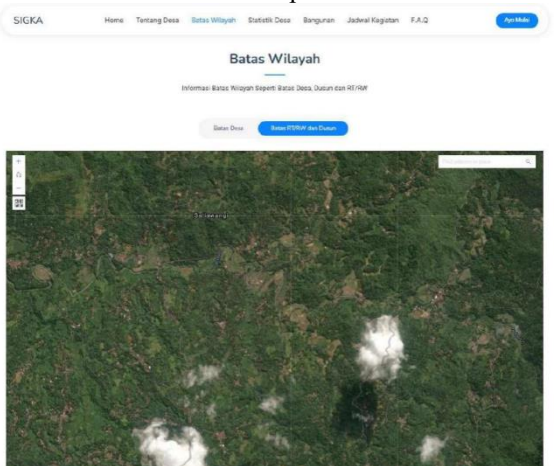 SIGKA
Home Tentang Desa Batas Wilayah Statistik Desa Bangunan Jadwal Kegiatan F.A.Q Ayo Mulai
Batas Wilayah
Informasi Batas Wilayah Seperti Batas Desa, Dusun dan RT/RW
Batas Desa Batas RT/RW dan Dusun